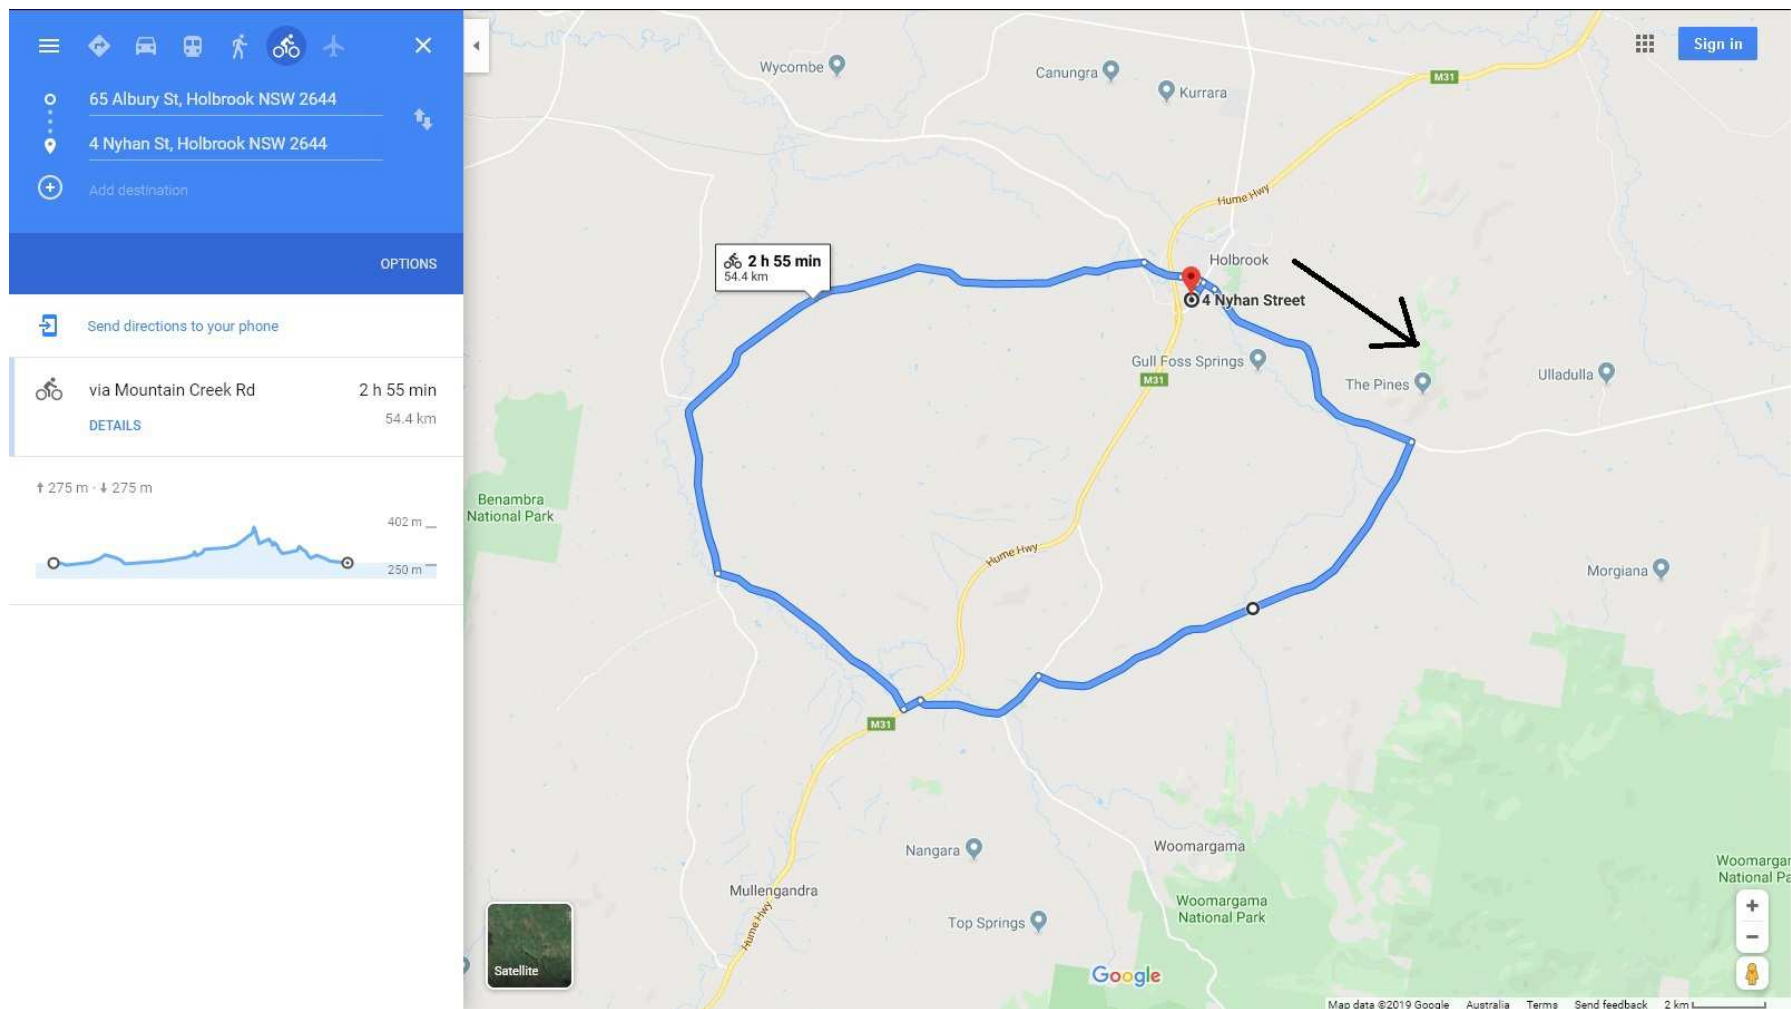 65 Albury St, Holbrook NSW 2644
4 Nyhan St, Holbrook NSW 2644
Add destination
OPTIONS
Send directions to your phone
via Mountain Creek Rd
2 h 55 min
DETAILS
54.4 km
275 m · 275 m
402 m
250 m
Sign in
Wycombe
Canungra
Kurrara
M31
Hume Hwy
2 h 55 min
54.4 km
Holbrook
4 Nyhan Street
Gull Foss Springs
M31
The Pines
Ulladulla
Benambra
National Park
Hume Hwy
Morgiana
M31
Nangara
Woomargama
Mullengandra
Woomargama
National Park
Woomargar
National Pa
Top Springs
Hume Hwy
Satellite
Google
Map data ©2019 Google Australia Terms Send feedback 2 km